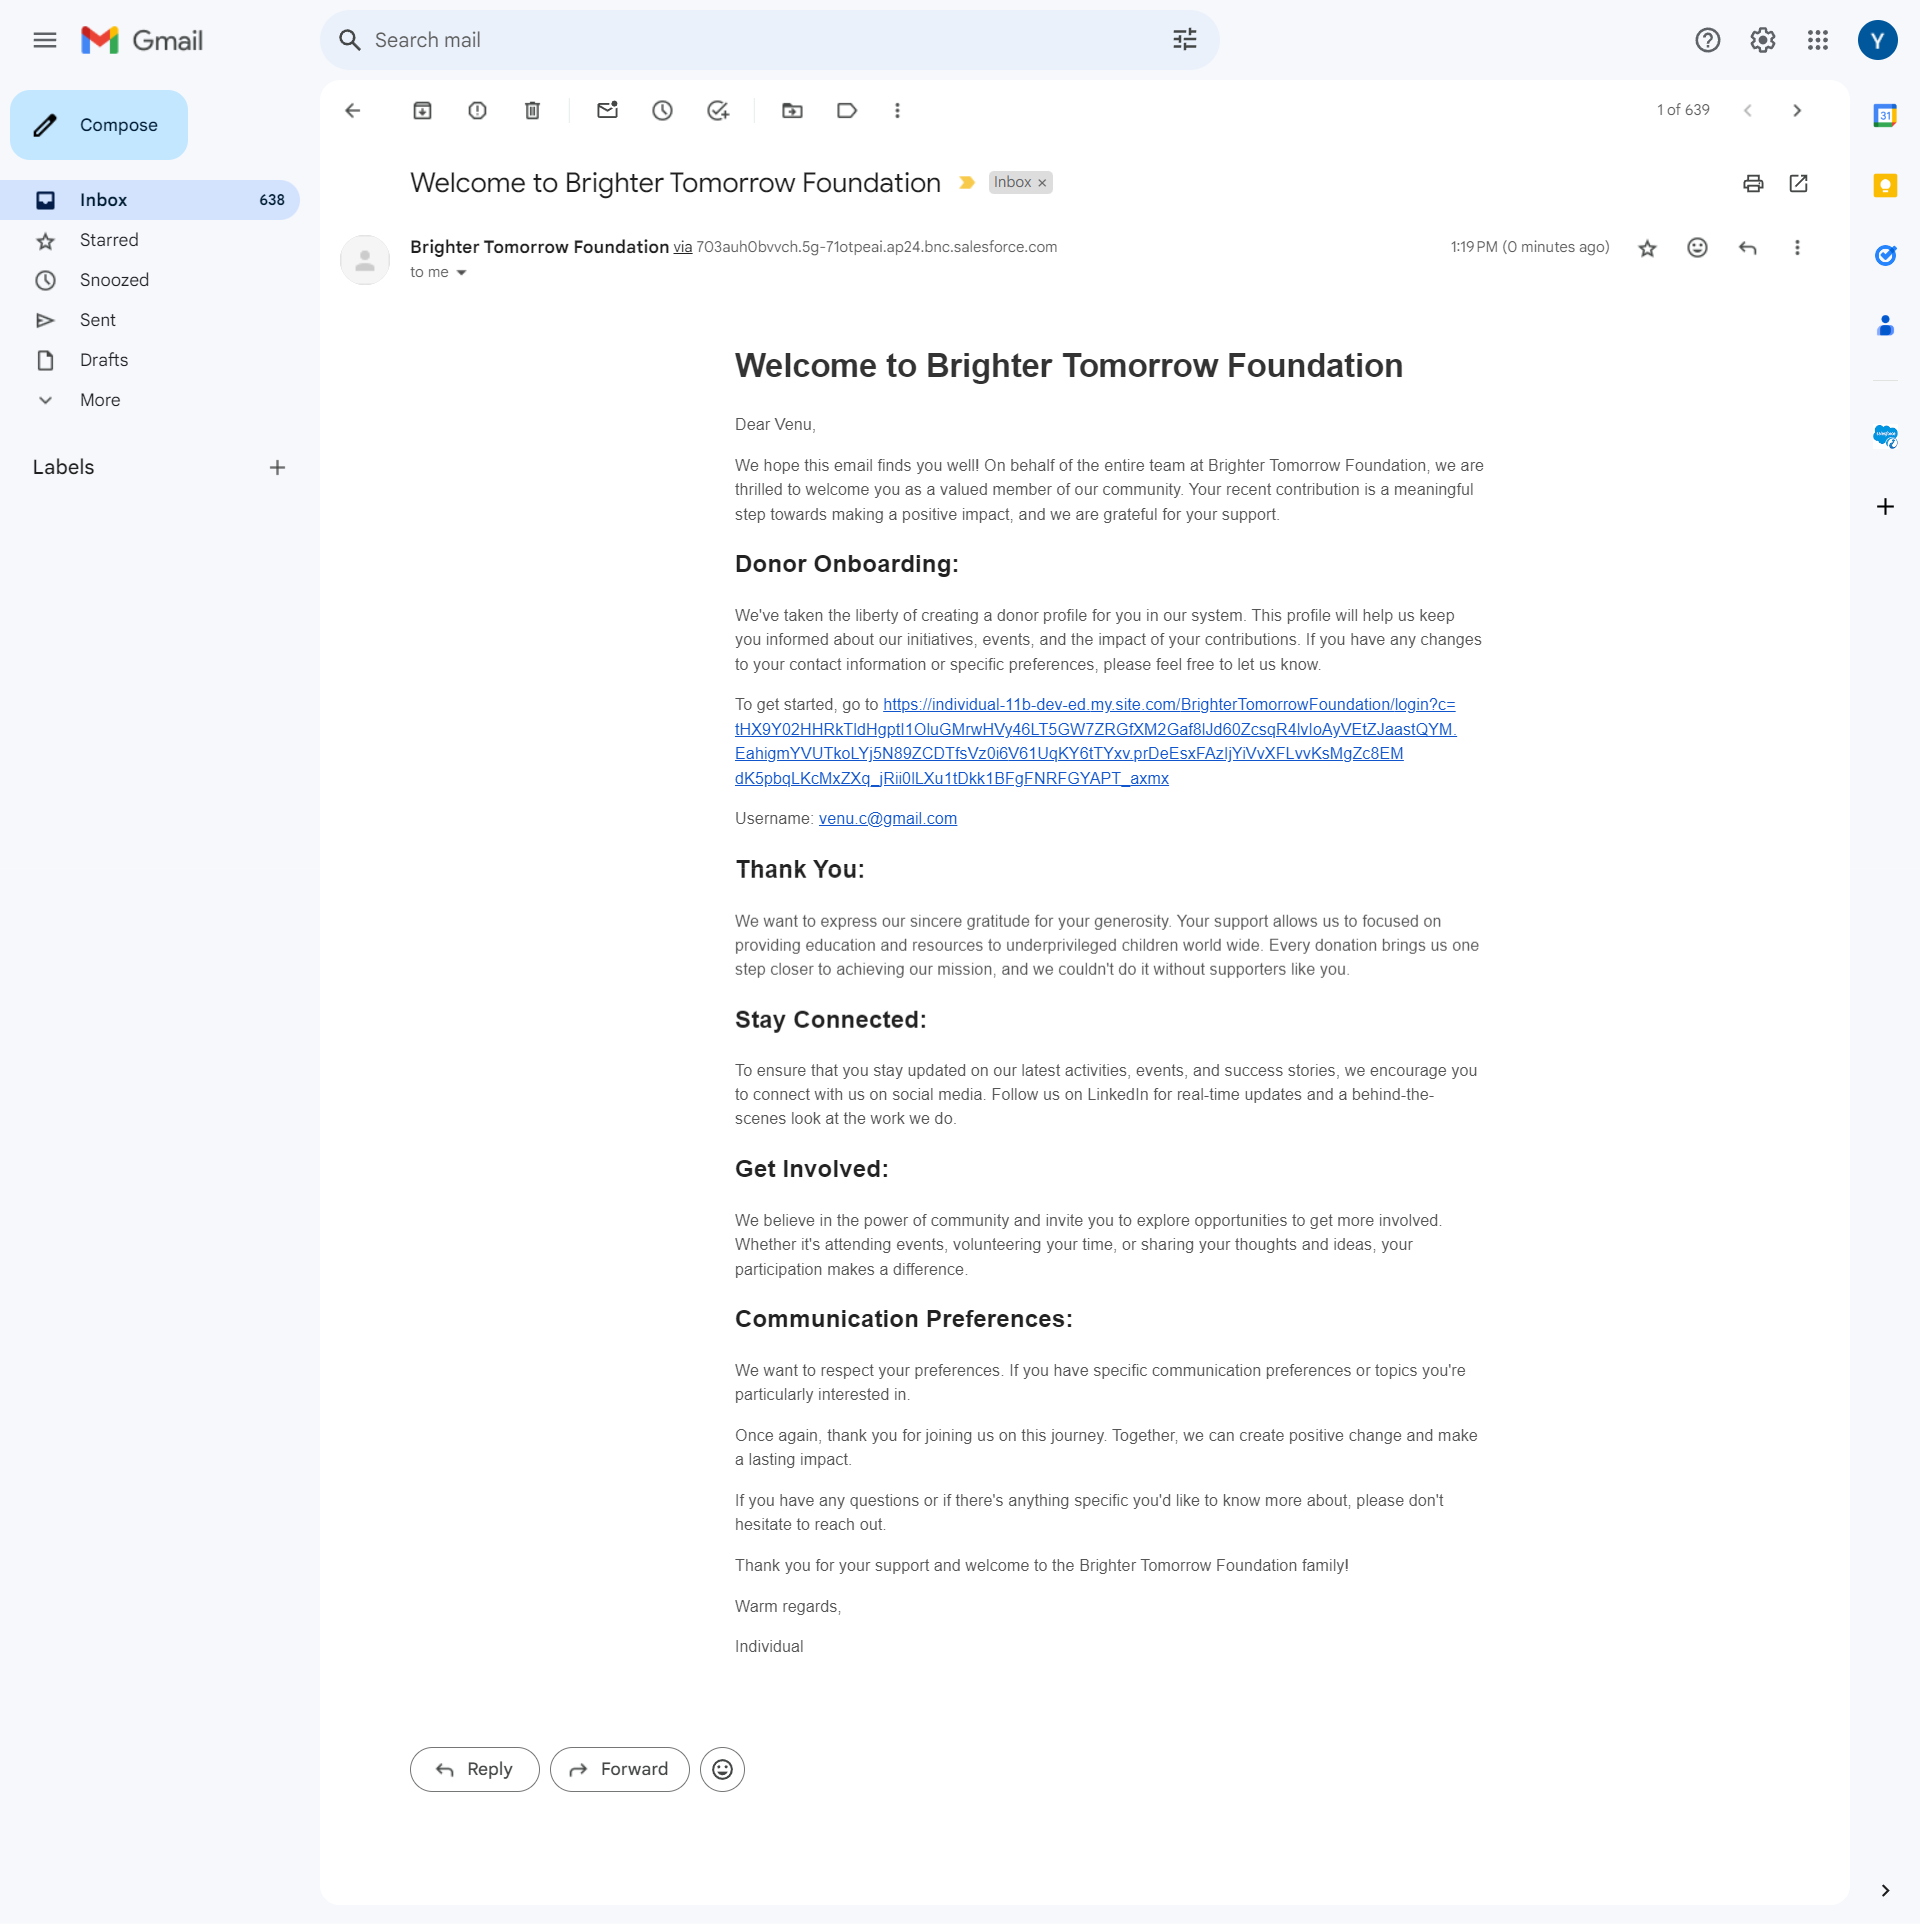 Gmail
Search mail
Y
Compose
1 of 639
31
Inbox 638
Starred
Snoozed
Sent
Drafts
More
Labels
Welcome to Brighter Tomorrow Foundation Inbox ×
Brighter Tomorrow Foundation via 703auh0bvvch.5g-71otpeai.ap24.bnc.salesforce.com 1:19 PM (0 minutes ago)
to me
Welcome to Brighter Tomorrow Foundation
Dear Venu,
We hope this email finds you well! On behalf of the entire team at Brighter Tomorrow Foundation, we are
thrilled to welcome you as a valued member of our community. Your recent contribution is a meaningful
step towards making a positive impact, and we are grateful for your support.
Donor Onboarding:
We've taken the liberty of creating a donor profile for you in our system. This profile will help us keep
you informed about our initiatives, events, and the impact of your contributions. If you have any changes
to your contact information or specific preferences, please feel free to let us know.
To get started, go to https://individual-11b-dev-ed.my.site.com/BrighterTomorrowFoundation/login?c=
tHX9Y02HHRkTldHgptI1OluGMrwHVy46LT5GW7ZRGfXM2Gaf8lJd60ZcsqR4lvloAyVEtZJaastQYM.
EahigmYVUTkoLYj5N89ZCDTfsVz0i6V61UqKY6tTYxv.prDeEsxFAzIjYiVvXFLvvKsMgZc8EM
dK5pbqLKcMxZXq_jRii0lLXu1tDkk1BFgFNRFGYAPT_axmx
Username: venu.c@gmail.com
Thank You:
We want to express our sincere gratitude for your generosity. Your support allows us to focused on
providing education and resources to underprivileged children world wide. Every donation brings us one
step closer to achieving our mission, and we couldn't do it without supporters like you.
Stay Connected:
To ensure that you stay updated on our latest activities, events, and success stories, we encourage you
to connect with us on social media. Follow us on LinkedIn for real-time updates and a behind-the-
scenes look at the work we do.
Get Involved:
We believe in the power of community and invite you to explore opportunities to get more involved.
Whether it's attending events, volunteering your time, or sharing your thoughts and ideas, your
participation makes a difference.
Communication Preferences:
We want to respect your preferences. If you have specific communication preferences or topics you're
particularly interested in.
Once again, thank you for joining us on this journey. Together, we can create positive change and make
a lasting impact.
If you have any questions or if there's anything specific you'd like to know more about, please don't
hesitate to reach out.
Thank you for your support and welcome to the Brighter Tomorrow Foundation family!
Warm regards,
Individual
Reply
Forward